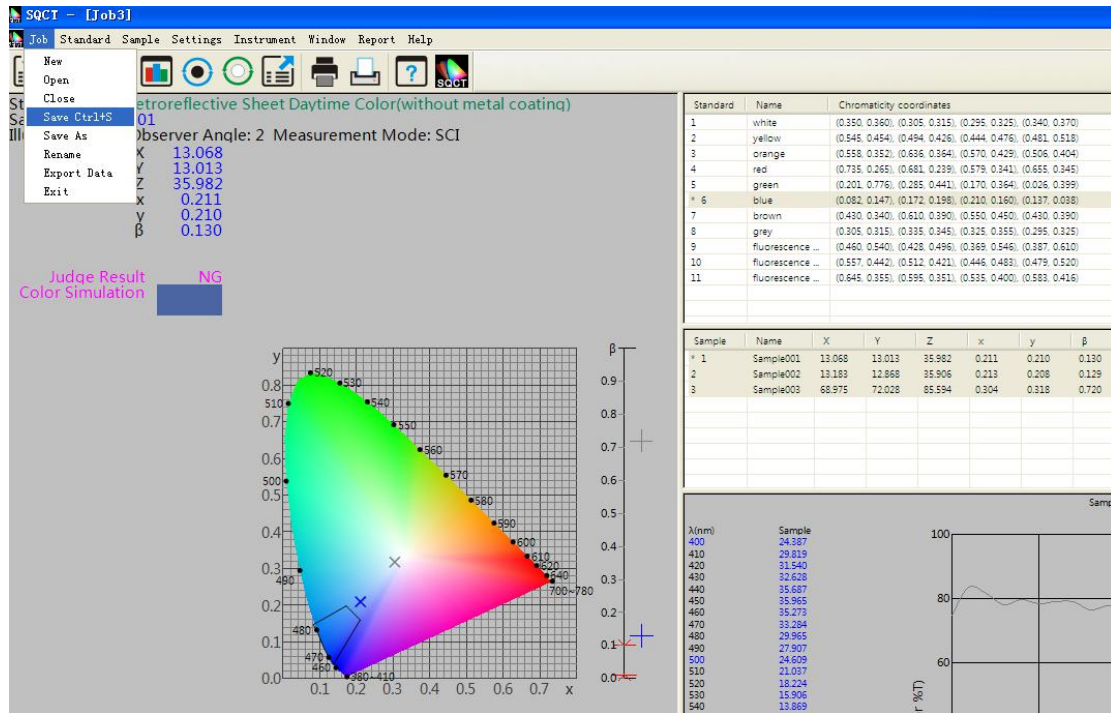 SQCT - [Job3]
Job Standard Sample Settings Instrument Window Report Help
New
Open
Close
Save Ctrl+S
Save As
Rename
Export Data
Exit
SQCT
etroreflective Sheet Daytime Color(without metal coating)
01
Observer Angle: 2 Measurement Mode: SCI
X 13.068
Y 13.013
Z 35.982
x 0.211
y 0.210
β 0.130
Judge Result NG
Color Simulation
Standard Name Chromaticity coordinates
1 white (0.350, 0.360), (0.305, 0.315), (0.295, 0.325), (0.340, 0.370)
2 yellow (0.545, 0.454), (0.494, 0.426), (0.444, 0.476), (0.481, 0.518)
3 orange (0.558, 0.352), (0.636, 0.364), (0.570, 0.429), (0.506, 0.404)
4 red (0.735, 0.265), (0.681, 0.239), (0.579, 0.341), (0.655, 0.345)
5 green (0.201, 0.776), (0.285, 0.441), (0.170, 0.364), (0.026, 0.399)
* 6 blue (0.082, 0.147), (0.172, 0.198), (0.210, 0.160), (0.137, 0.038)
7 brown (0.430, 0.340), (0.610, 0.390), (0.550, 0.450), (0.430, 0.390)
8 grey (0.305, 0.315), (0.335, 0.345), (0.325, 0.355), (0.295, 0.325)
9 fluorescence ... (0.460, 0.540), (0.428, 0.496), (0.369, 0.546), (0.387, 0.610)
10 fluorescence ... (0.557, 0.442), (0.512, 0.421), (0.446, 0.483), (0.479, 0.520)
11 fluorescence ... (0.645, 0.355), (0.595, 0.351), (0.535, 0.400), (0.583, 0.416)
Sample Name X Y Z x y β
* 1 Sample001 13.068 13.013 35.982 0.211 0.210 0.130
2 Sample002 13.183 12.868 35.906 0.213 0.208 0.129
3 Sample003 68.975 72.028 85.594 0.304 0.318 0.720
y
0.8
0.7
0.6
0.5
0.4
0.3
0.2
0.1
0.0
0.1 0.2 0.3 0.4 0.5 0.6 0.7 x
520
530
510
540
550
560
570
500
580
590
600
610
620
640
700~780
490
480
470
460
380~410
β
0.9
0.8
0.7
0.6
0.5
0.4
0.3
0.2
0.1
0.0
Samp
λ(nm) Sample
400 24.387
410 29.819
420 31.540
430 32.628
440 35.687
450 35.965
460 35.273
470 33.284
480 29.965
490 27.907
500 24.609
510 21.037
520 18.224
530 15.906
540 13.869
100
80
60
r %T)